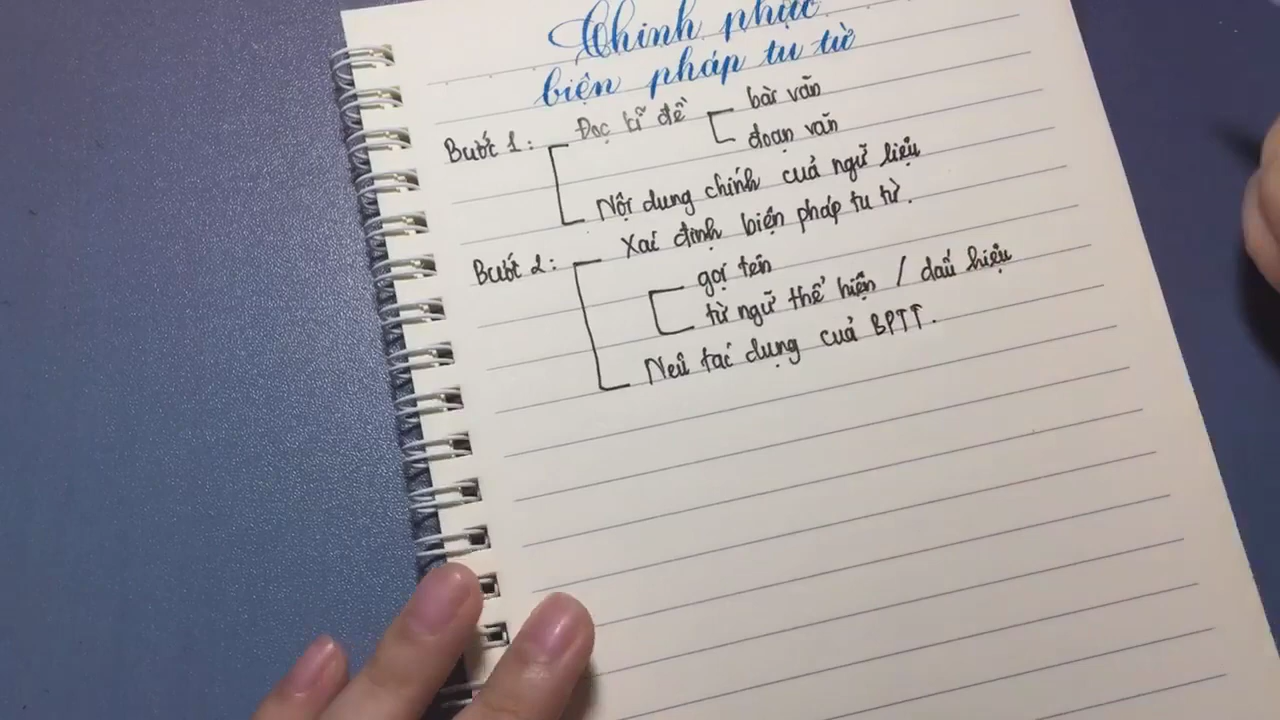 Chinh phục
biện pháp tu từ
Bước 1: Đọc kĩ đề bài văn
đoạn văn
Nội dung chính của ngữ liệu
Bước 2: Xác định biện pháp tu từ.
gọi tên
từ ngữ thể hiện / dấu hiệu
Nêu tác dụng của BPTT.